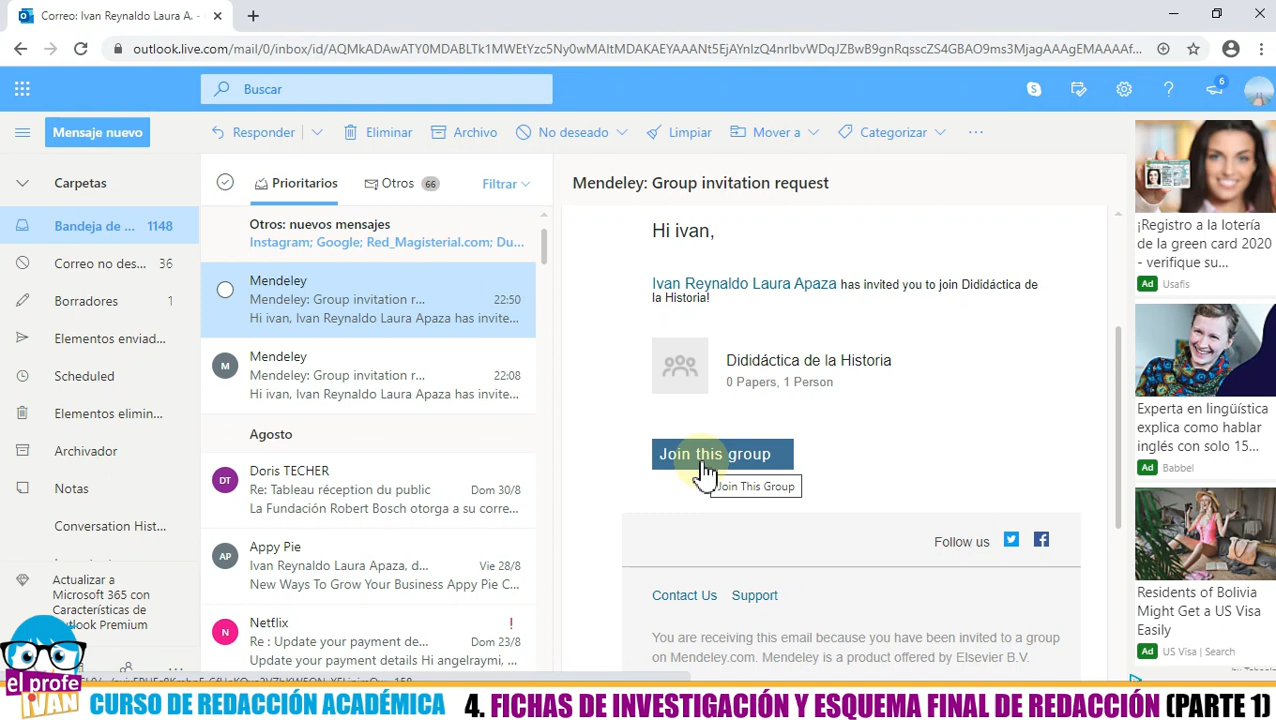 Correo: Ivan Reynaldo Laura A. -
outlook.live.com/mail/0/inbox/id/AQMkADAwATY0MDABLTk1MWEtYzc5Ny0wMAItMDAKAEYAAANt5EjAYNIzQ4nrIbvWDqJZBwB9gnRqsscZS4GBAO9ms3MjagAAAgEMAAAAf...
Buscar
6
Mensaje nuevo
Responder
Eliminar
Archivo
No deseado
Limpiar
Mover a
Categorizar
Carpetas
Bandeja de ... 1148
Correo no des... 36
Borradores 1
Elementos enviad...
Scheduled
Elementos elimin...
Archivador
Notas
Conversation Hist...
Actualizar a
Microsoft 365 con
Características de
Outlook Premium
Prioritarios
Otros 66
Filtrar
Otros: nuevos mensajes
Instagram; Google; Red_Magisterial.com; Du...
Mendeley
Mendeley: Group invitation r... 22:50
Hi ivan, Ivan Reynaldo Laura Apaza has invite...
M
Mendeley
Mendeley: Group invitation r... 22:08
Hi ivan, Ivan Reynaldo Laura Apaza has invite...
Agosto
DT
Doris TECHER
Re: Tableau réception du public Dom 30/8
La Fundación Robert Bosch otorga a su corre...
AP
Appy Pie
Ivan Reynaldo Laura Apaza, d... Vie 28/8
New Ways To Grow Your Business Appy Pie C...
N
Netflix !
Re : Update your payment de... Dom 23/8
Update your payment details Hi angelraymi,...
Mendeley: Group invitation request
Hi ivan,
Ivan Reynaldo Laura Apaza has invited you to join Dididáctica de
la Historia!
Dididáctica de la Historia
0 Papers, 1 Person
Join this group
Join This Group
Follow us
Contact Us Support
You are receiving this email because you have been invited to a group
on Mendeley.com. Mendeley is a product offered by Elsevier B.V.
¡Registro a la lotería
de la green card 2020
- verifique su...
Ad Usafis
Experta en lingüística
explica como hablar
inglés con solo 15...
Ad Babbel
Residents of Bolivia
Might Get a US Visa
Easily
Ad US Visa | Search
el profe
iVAN
CURSO DE REDACCIÓN ACADÉMICA
4. FICHAS DE INVESTIGACIÓN Y ESQUEMA FINAL DE REDACCIÓN (PARTE 1)